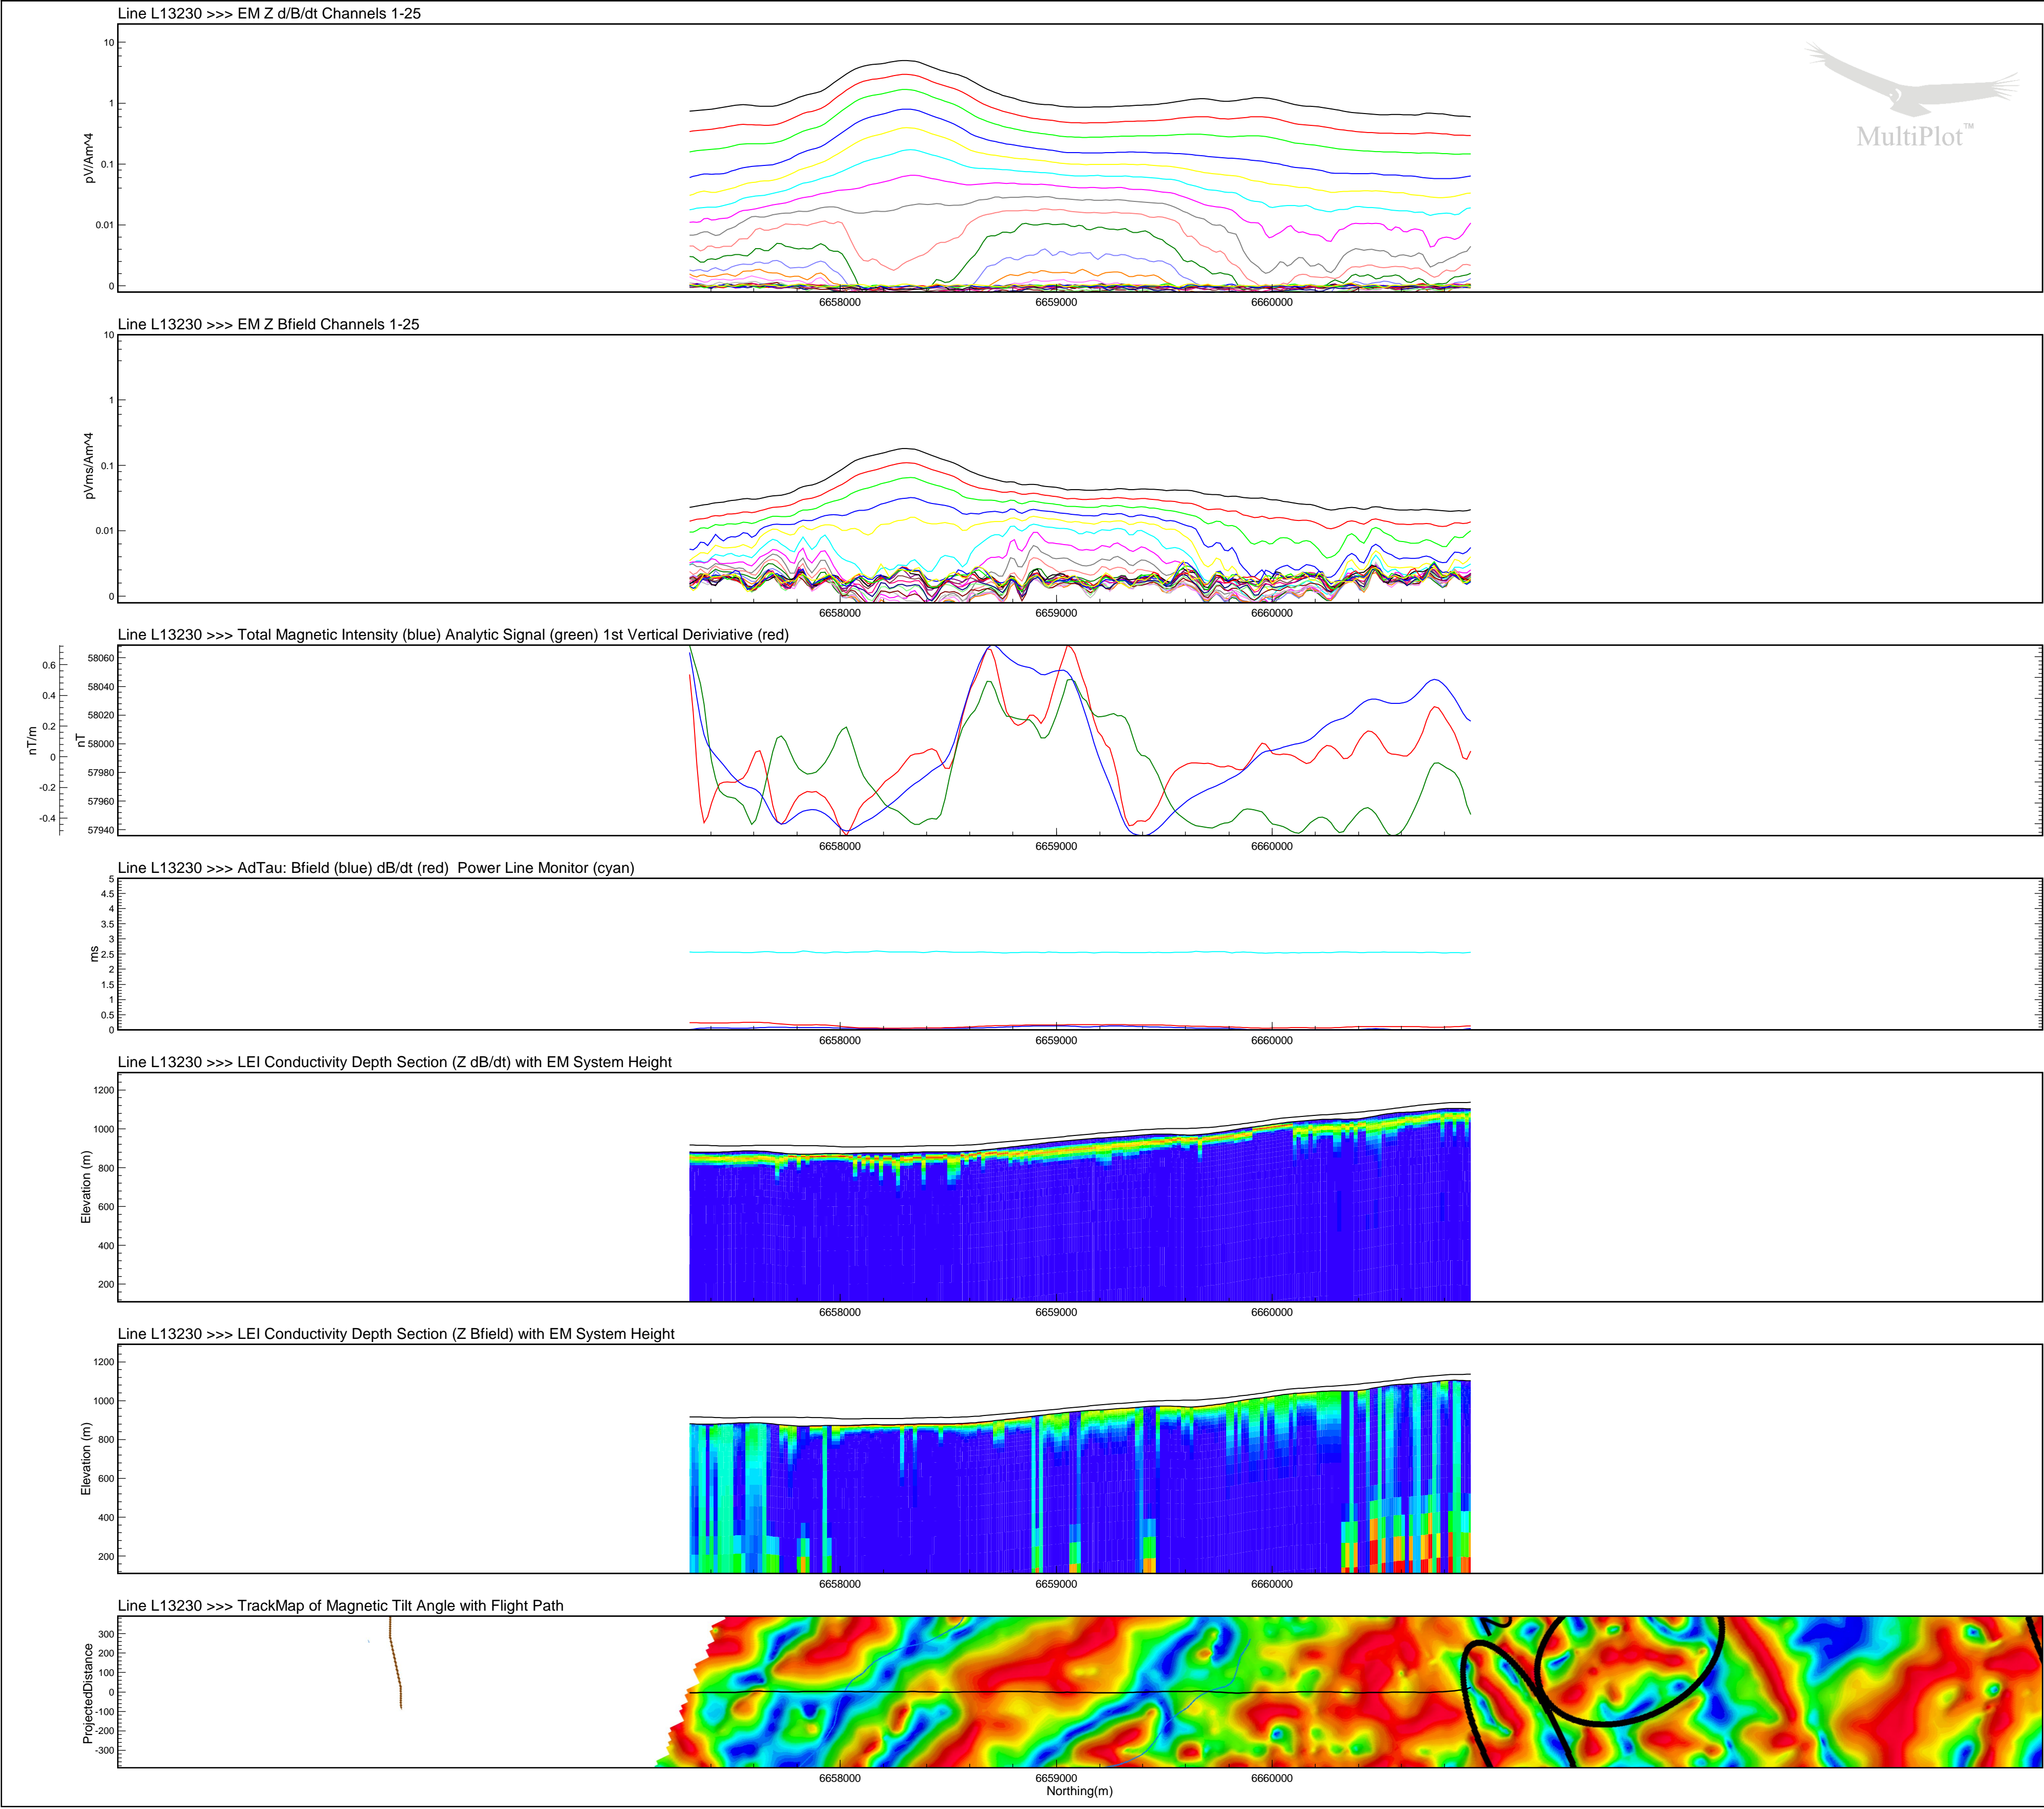 Line L13230 >>> EM Z d/B/dt Channels 1-25
10
1
0.1
0.01
0
pV/Am^4
MultiPlot™
6658000 6659000 6660000
Line L13230 >>> EM Z Bfield Channels 1-25
10
1
0.1
0.01
0
pVms/Am^4
6658000 6659000 6660000
Line L13230 >>> Total Magnetic Intensity (blue) Analytic Signal (green) 1st Vertical Deriviative (red)
0.6
0.4
0.2
0
-0.2
-0.4
nT/m
58060
58040
58020
58000
57980
57960
57940
nT
6658000 6659000 6660000
Line L13230 >>> AdTau: Bfield (blue) dB/dt (red) Power Line Monitor (cyan)
5
4.5
4
3.5
3
2.5
2
1.5
1
0.5
0
ms
6658000 6659000 6660000
Line L13230 >>> LEI Conductivity Depth Section (Z dB/dt) with EM System Height
1200
1000
800
600
400
200
Elevation (m)
6658000 6659000 6660000
Line L13230 >>> LEI Conductivity Depth Section (Z Bfield) with EM System Height
1200
1000
800
600
400
200
Elevation (m)
6658000 6659000 6660000
Line L13230 >>> TrackMap of Magnetic Tilt Angle with Flight Path
300
200
100
0
-100
-200
-300
ProjectedDistance
6658000 6659000 6660000
Northing(m)